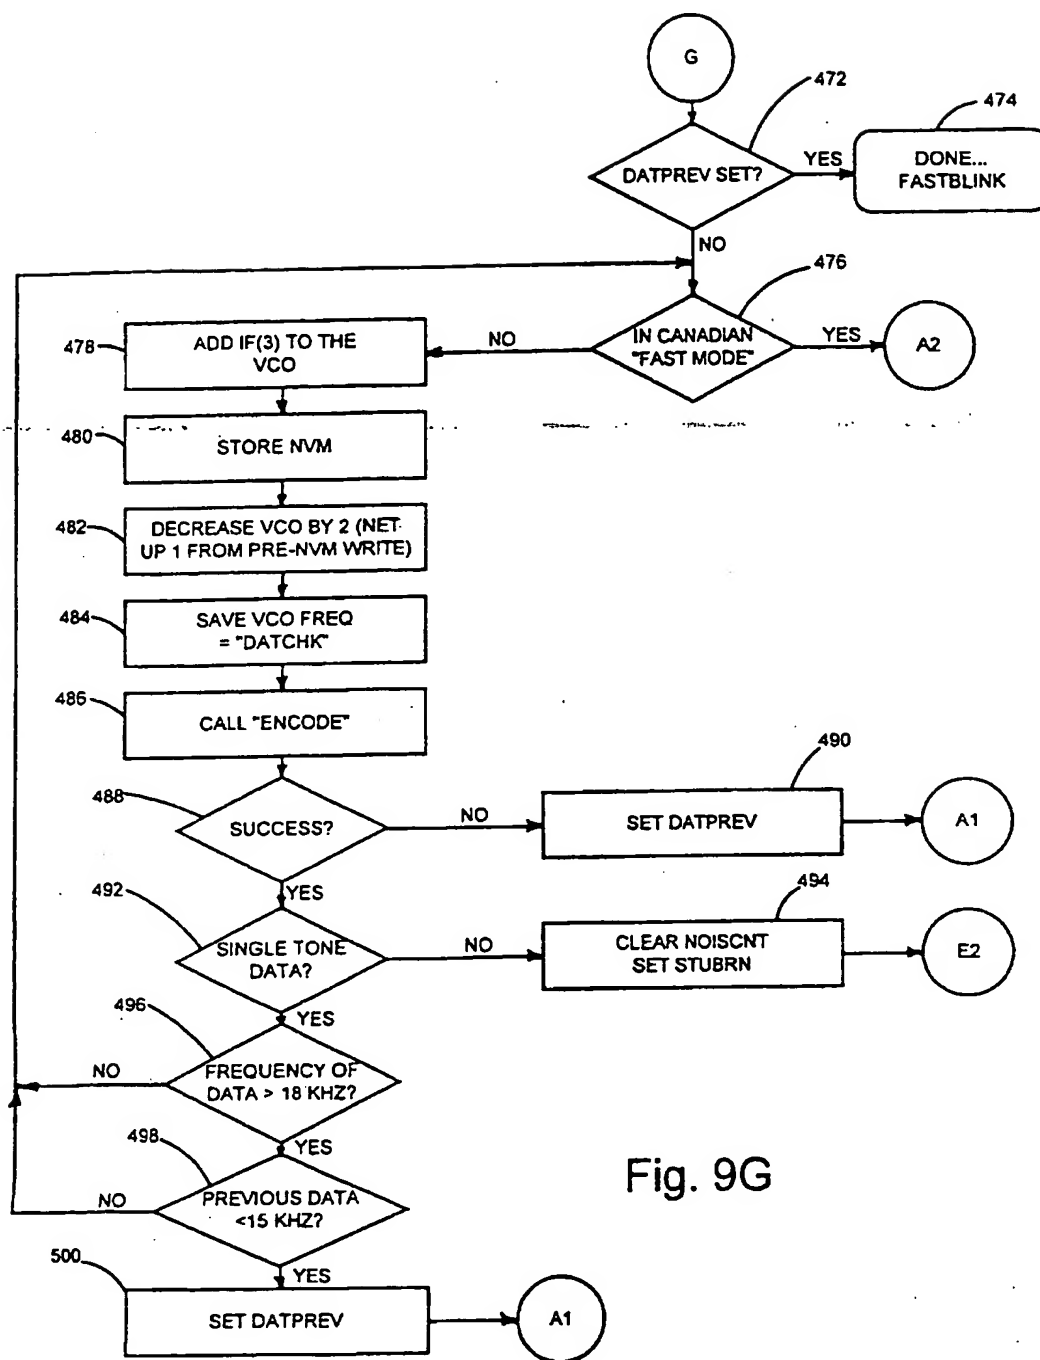 G
472
474
DATPREV SET?
YES
DONE...
FASTBLINK
NO
476
IN CANADIAN
"FAST MODE"
YES
A2
NO
478
ADD IF(3) TO THE
VCO
480
STORE NVM
482
DECREASE VCO BY 2 (NET
UP 1 FROM PRE-NVM WRITE)
484
SAVE VCO FREQ
= "DATCHK"
486
CALL "ENCODE"
488
SUCCESS?
NO
490
SET DATPREV
A1
YES
492
SINGLE TONE
DATA?
NO
494
CLEAR NOISCNT
SET STUBRN
E2
YES
496
FREQUENCY OF
DATA > 18 KHZ?
NO
YES
498
PREVIOUS DATA
<15 KHZ?
NO
YES
500
SET DATPREV
A1
Fig. 9G